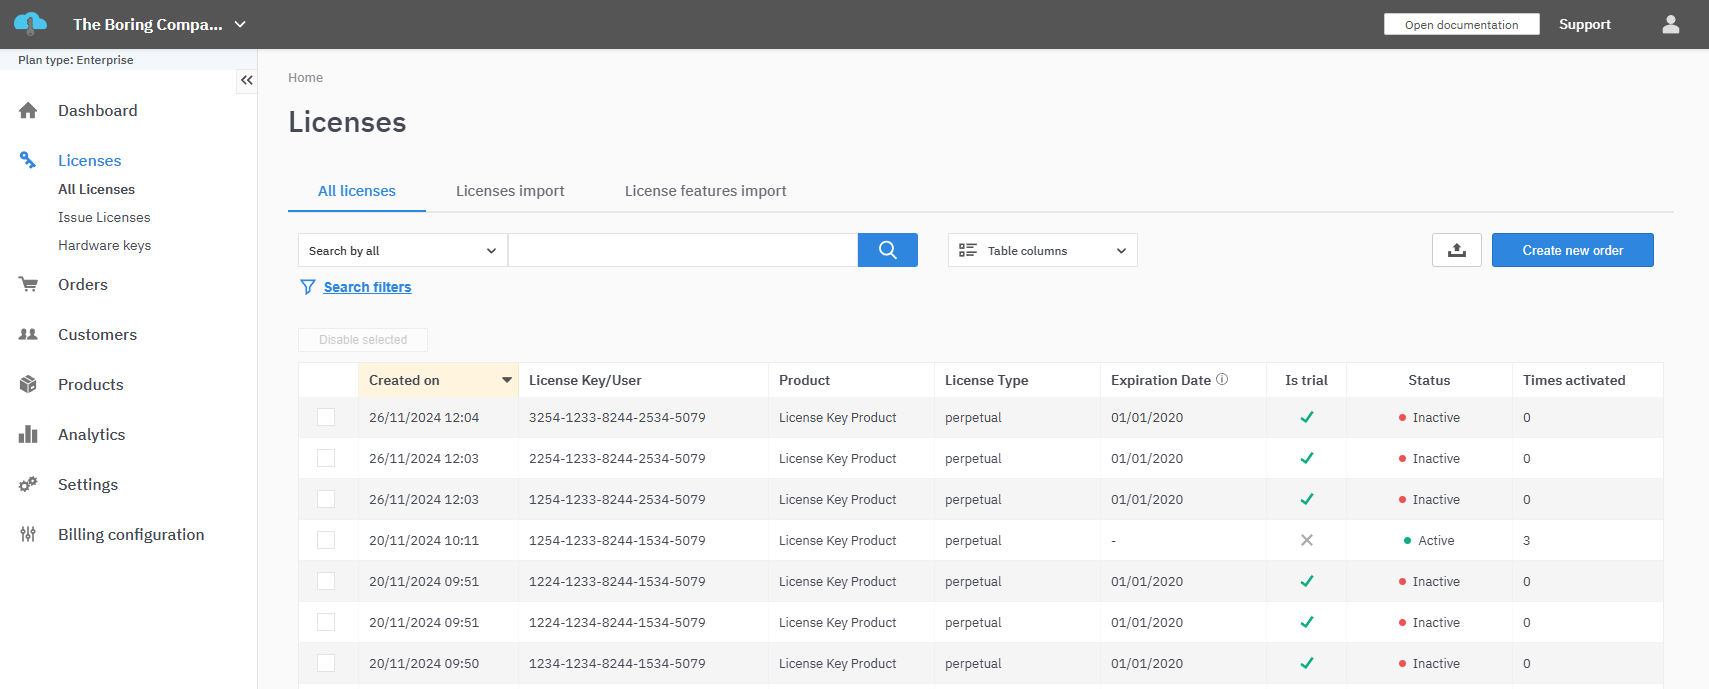 The Boring Compa...
Open documentation
Support
Plan type: Enterprise
Dashboard
Licenses
All Licenses
Issue Licenses
Hardware keys
Orders
Customers
Products
Analytics
Settings
Billing configuration
Home
Licenses
All licenses
Licenses import
License features import
Search by all
Table columns
Create new order
Search filters
Disable selected
Created on License Key/User Product License Type Expiration Date Is trial Status Times activated
26/11/2024 12:04 3254-1233-8244-2534-5079 License Key Product perpetual 01/01/2020 Inactive 0
26/11/2024 12:03 2254-1233-8244-2534-5079 License Key Product perpetual 01/01/2020 Inactive 0
26/11/2024 12:03 1254-1233-8244-2534-5079 License Key Product perpetual 01/01/2020 Inactive 0
20/11/2024 10:11 1254-1233-8244-1534-5079 License Key Product perpetual - Active 3
20/11/2024 09:51 1224-1233-8244-1534-5079 License Key Product perpetual 01/01/2020 Inactive 0
20/11/2024 09:51 1224-1234-8244-1534-5079 License Key Product perpetual 01/01/2020 Inactive 0
20/11/2024 09:50 1234-1234-8244-1534-5079 License Key Product perpetual 01/01/2020 Inactive 0